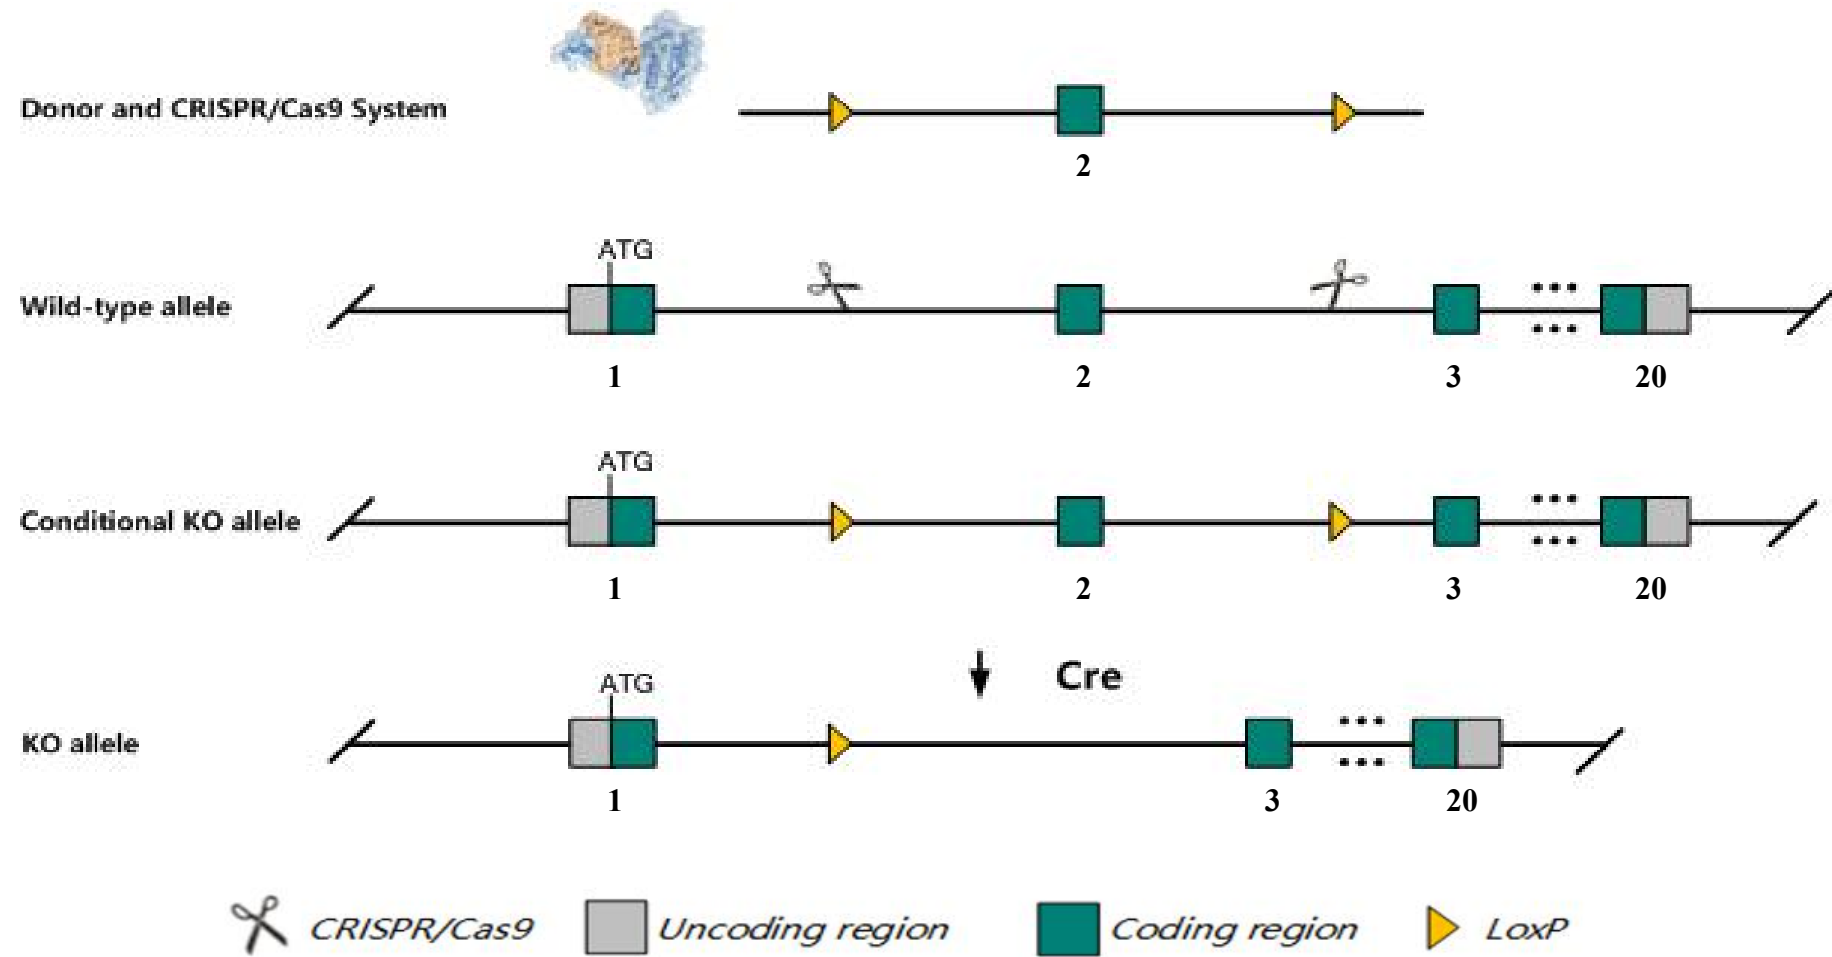 Donor and CRISPR/Cas9 System
2
ATG
Wild-type allele
1 2 3 20
ATG
Conditional KO allele
1 2 3 20
Cre
ATG
KO allele
1 3 20
CRISPR/Cas9 Uncoding region Coding region LoxP